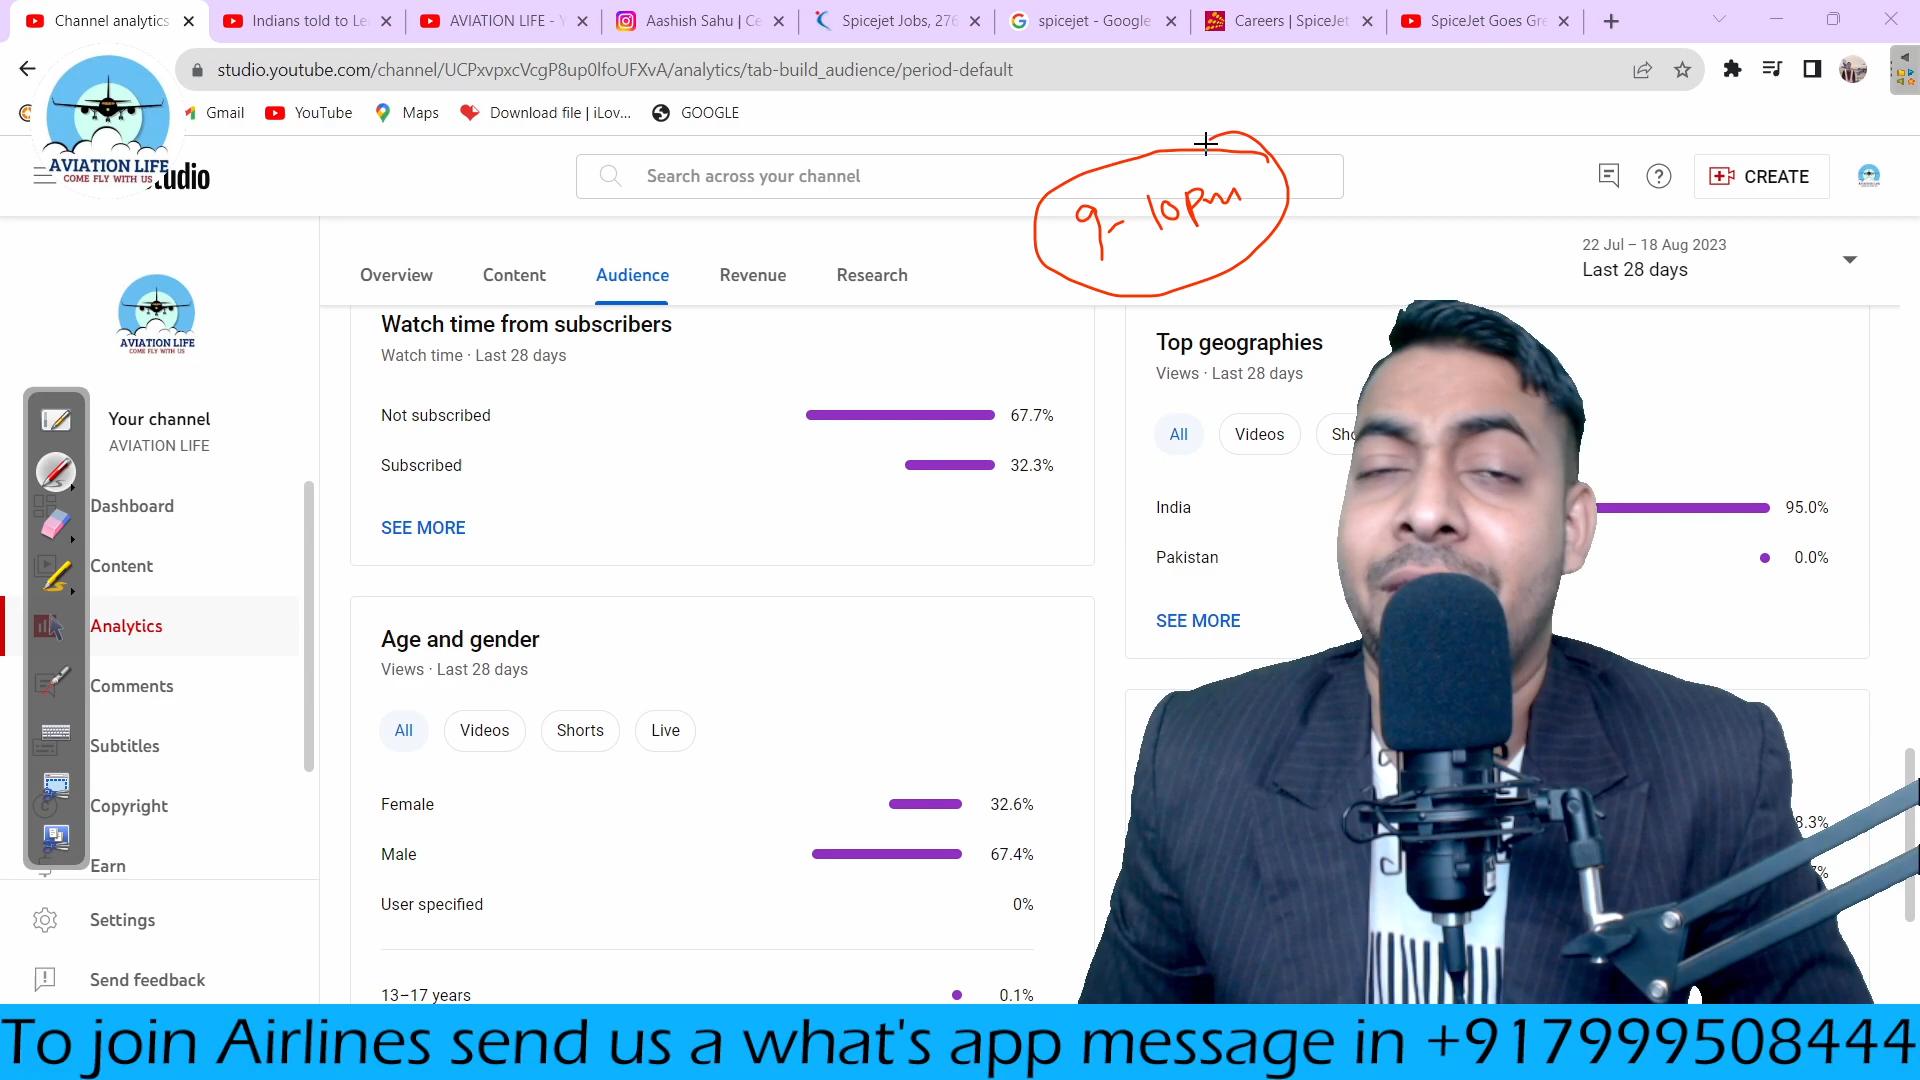 Channel analytics
Indians told to Le
AVIATION LIFE - Y
Aashish Sahu | Ce
Spicejet Jobs, 276
spicejet - Google
Careers | SpiceJet
SpiceJet Goes Gre
studio.youtube.com/channel/UCPxvpxcVcgP8up0lfoUFXvA/analytics/tab-build_audience/period-default
Gmail
YouTube
Maps
Download file | iLov...
GOOGLE
AVIATION LIFE
COME FLY WITH US
tudio
Search across your channel
CREATE
9- 10pm
Overview
Content
Audience
Revenue
Research
22 Jul – 18 Aug 2023
Last 28 days
AVIATION LIFE
COME FLY WITH US
Your channel
AVIATION LIFE
Dashboard
Content
Analytics
Comments
Subtitles
Copyright
Earn
Settings
Send feedback
Watch time from subscribers
Watch time · Last 28 days
Not subscribed 67.7%
Subscribed 32.3%
SEE MORE
Top geographies
Views · Last 28 days
All Videos Sho
India 95.0%
Pakistan 0.0%
SEE MORE
Age and gender
Views · Last 28 days
All Videos Shorts Live
Female 32.6%
Male 67.4%
User specified 0%
13–17 years 0.1%
8.3%
To join Airlines send us a what's app message in +917999508444